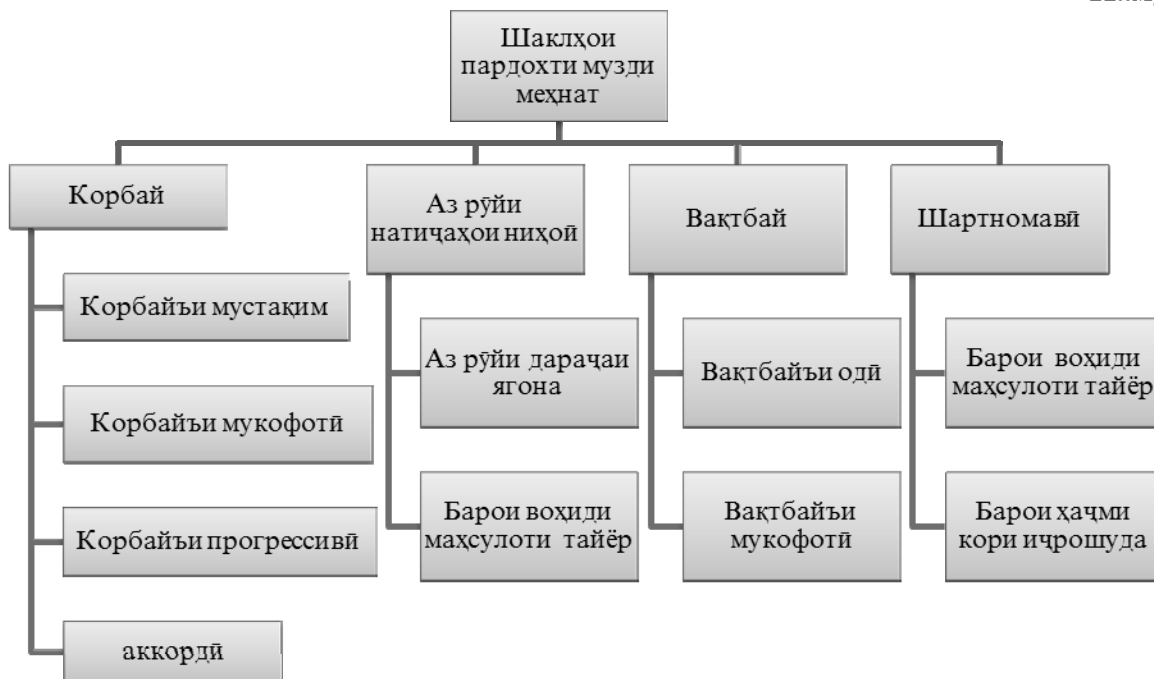 Шаклҳои
пардохти музди
меҳнат
Корбай
Аз рӯйи
натиҷаҳои ниҳоӣ
Вақтбай
Шартномавӣ
Корбайъи мустақим
Корбайъи мукофотӣ
Корбайъи прогрессивӣ
аккордӣ
Аз рӯйи дараҷаи
ягона
Барои воҳиди
маҳсулоти тайёр
Вақтбайъи одӣ
Вақтбайъи
мукофотӣ
Барои воҳиди
маҳсулоти тайёр
Барои ҳаҷми
кори иҷрошуда